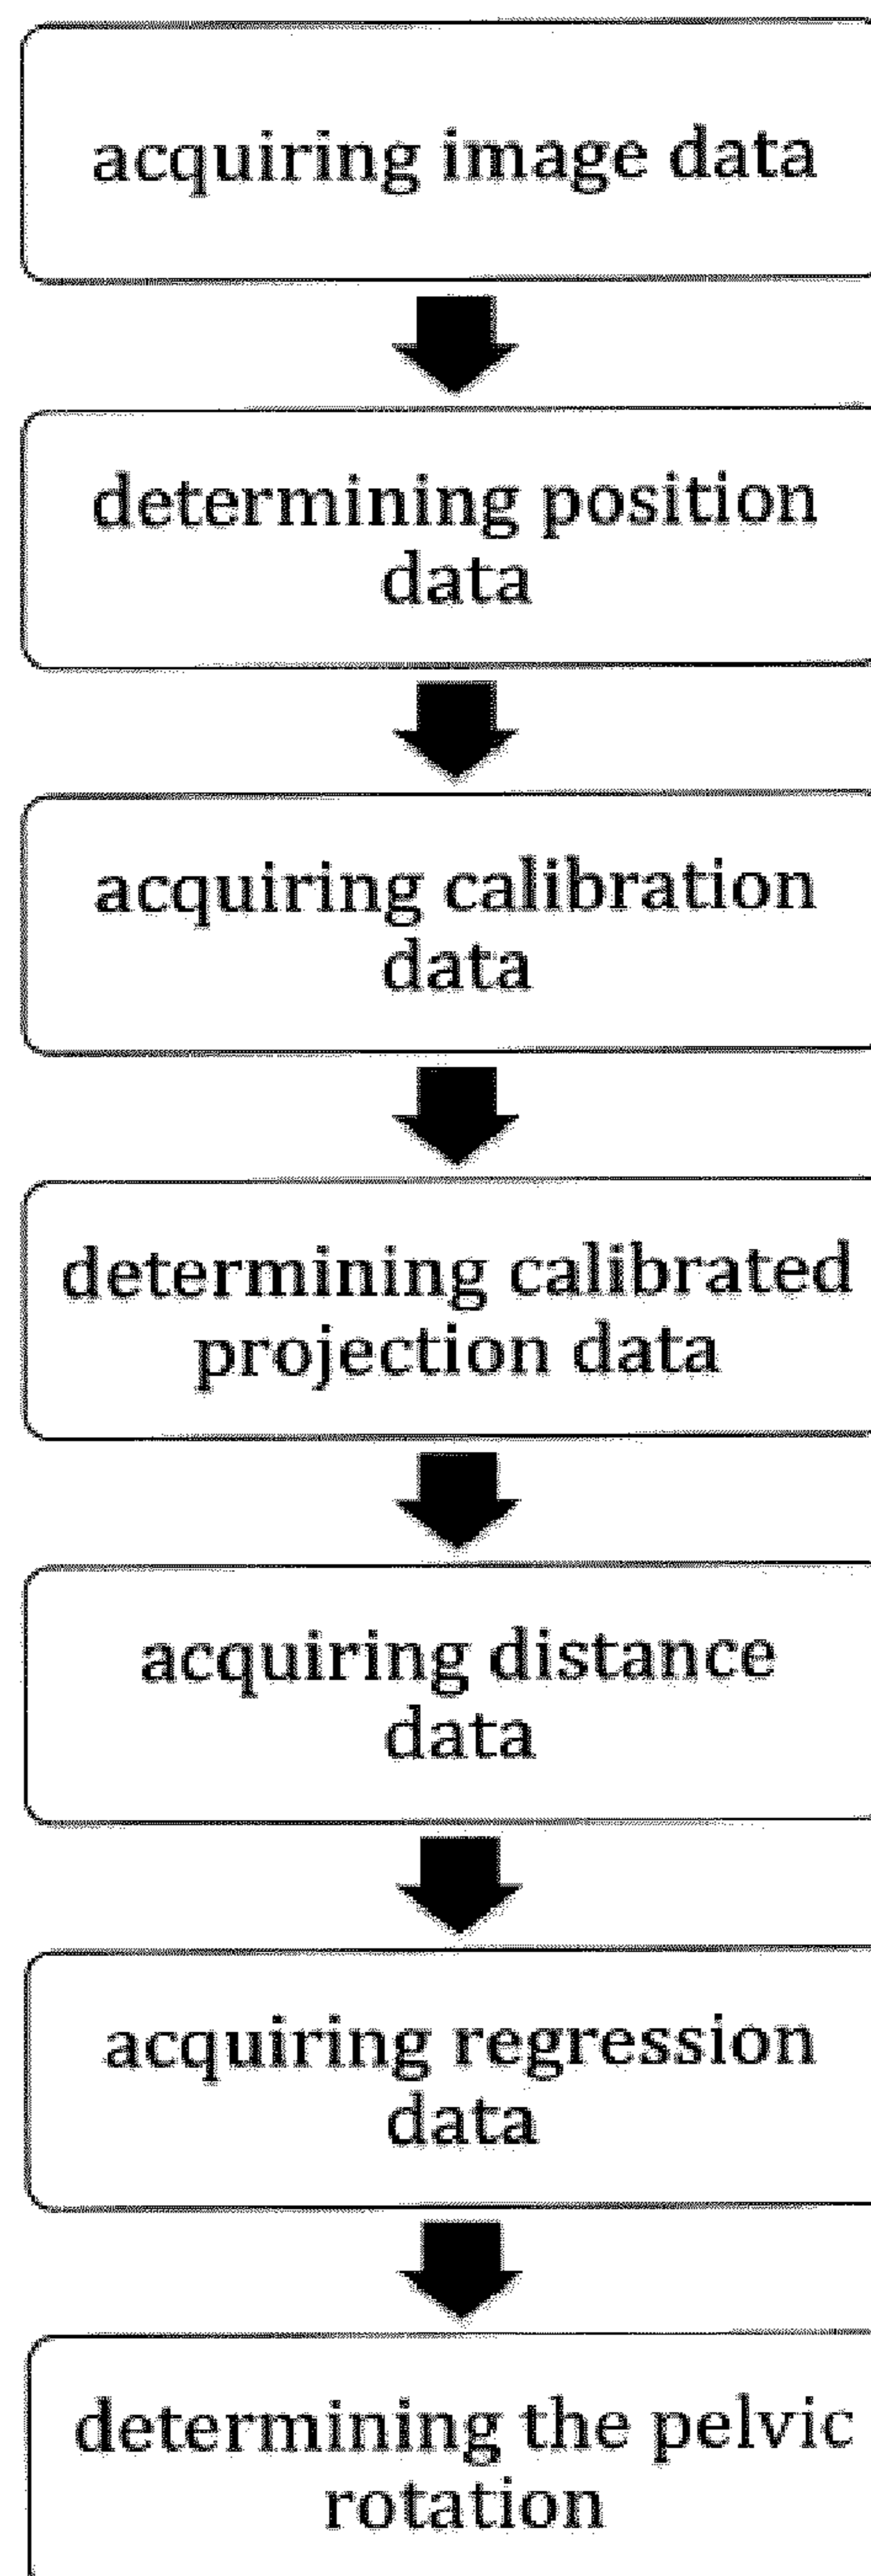 acquiring image data
determining position
data
acquiring calibration
data
determining calibrated
projection data
acquiring distance
data
acquiring regression
data
determining the pelvic
rotation